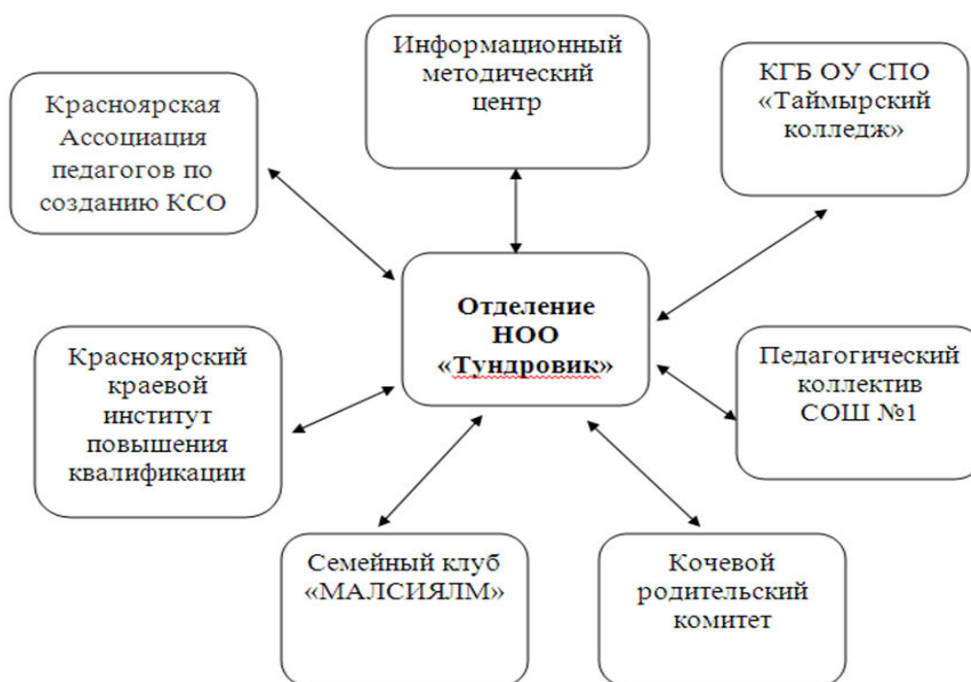 Информационный
методический
центр
КГБ ОУ СПО
«Таймырский
колледж»
Красноярская
Ассоциация
педагогов по
созданию КСО
Отделение
НОО
«Тундровик»
Красноярский
краевой
институт
повышения
квалификации
Педагогический
коллектив
СОШ №1
Семейный клуб
«МАЛСИЯЛМ»
Кочевой
родительский
комитет